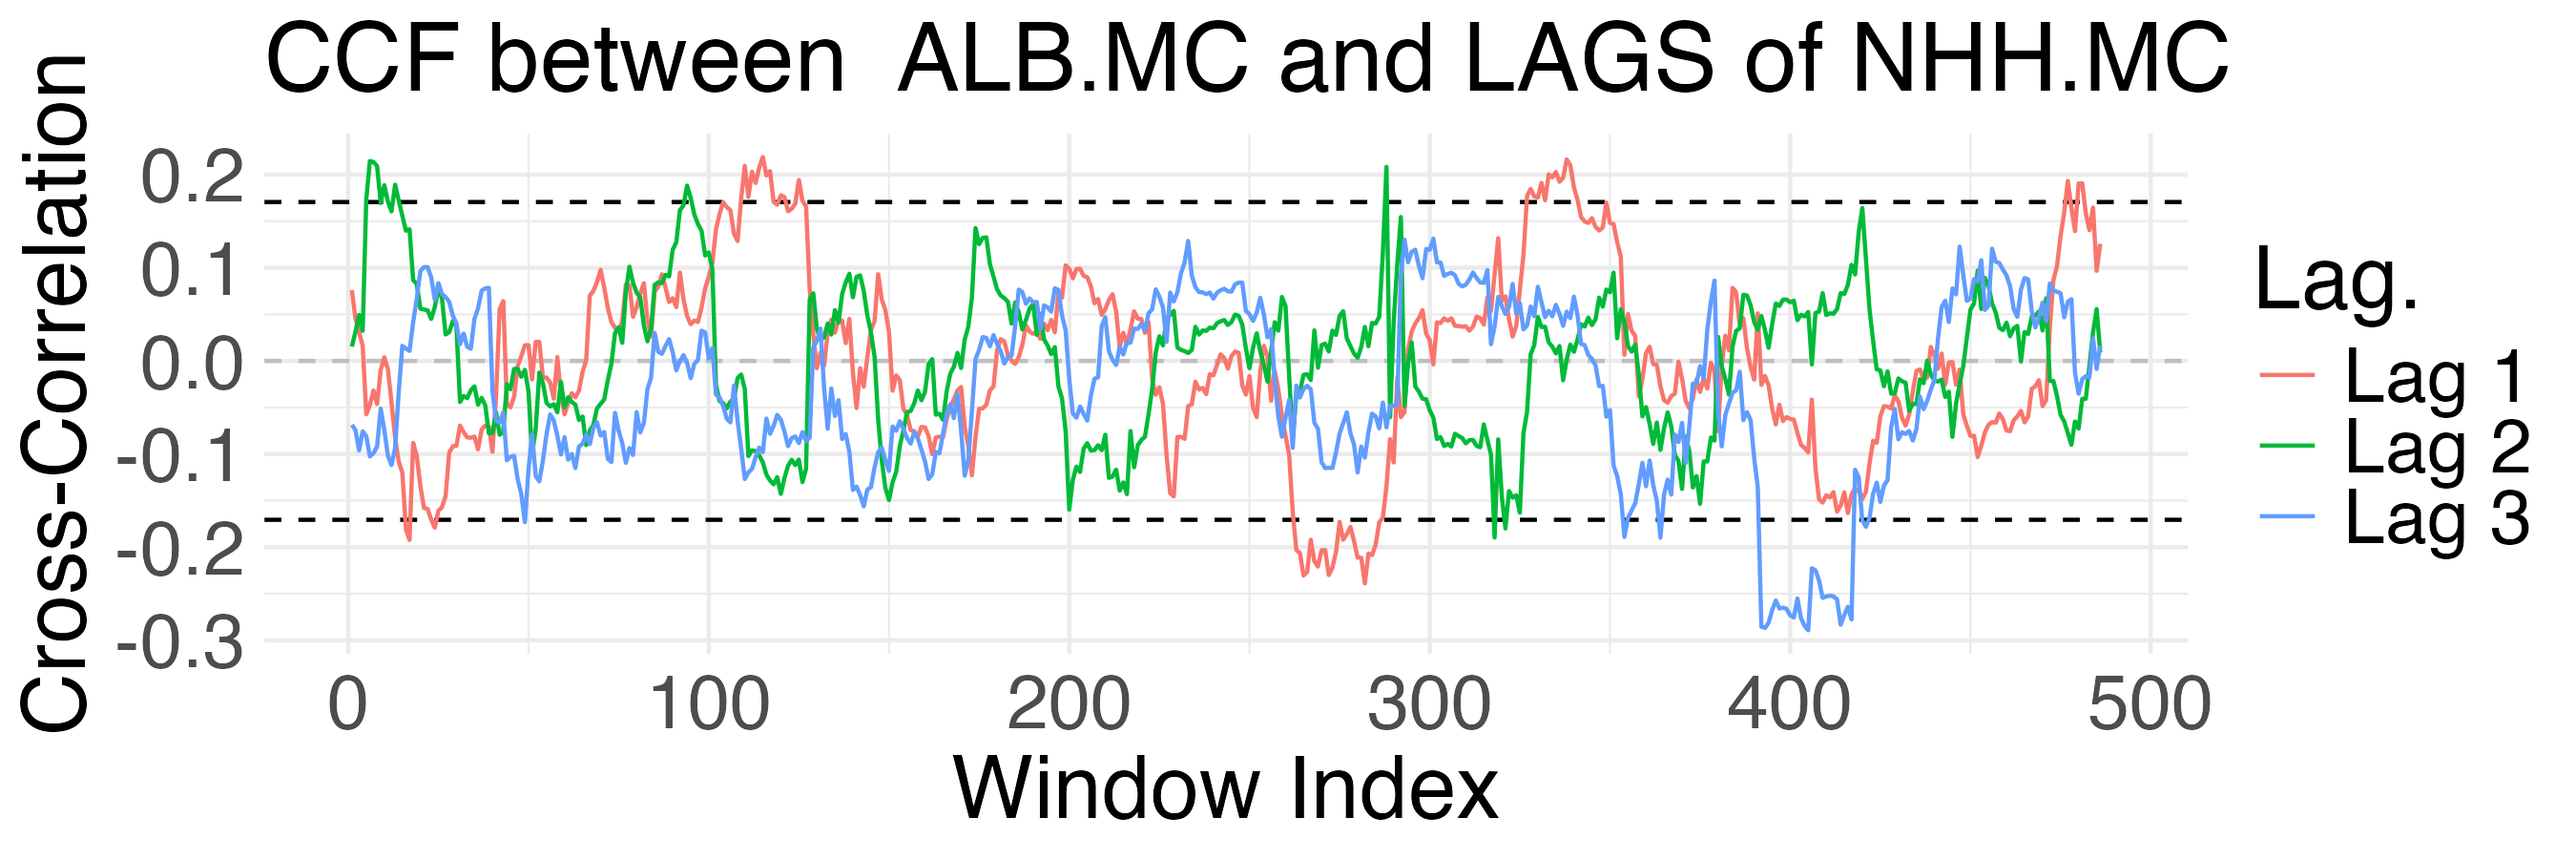 CCF between  ALB.MC and LAGS of NHH.MC
Cross-Correlation
0.2
0.1
0.0
-0.1
-0.2
-0.3
0 100 200 300 400 500
Window Index
Lag.
Lag 1
Lag 2
Lag 3